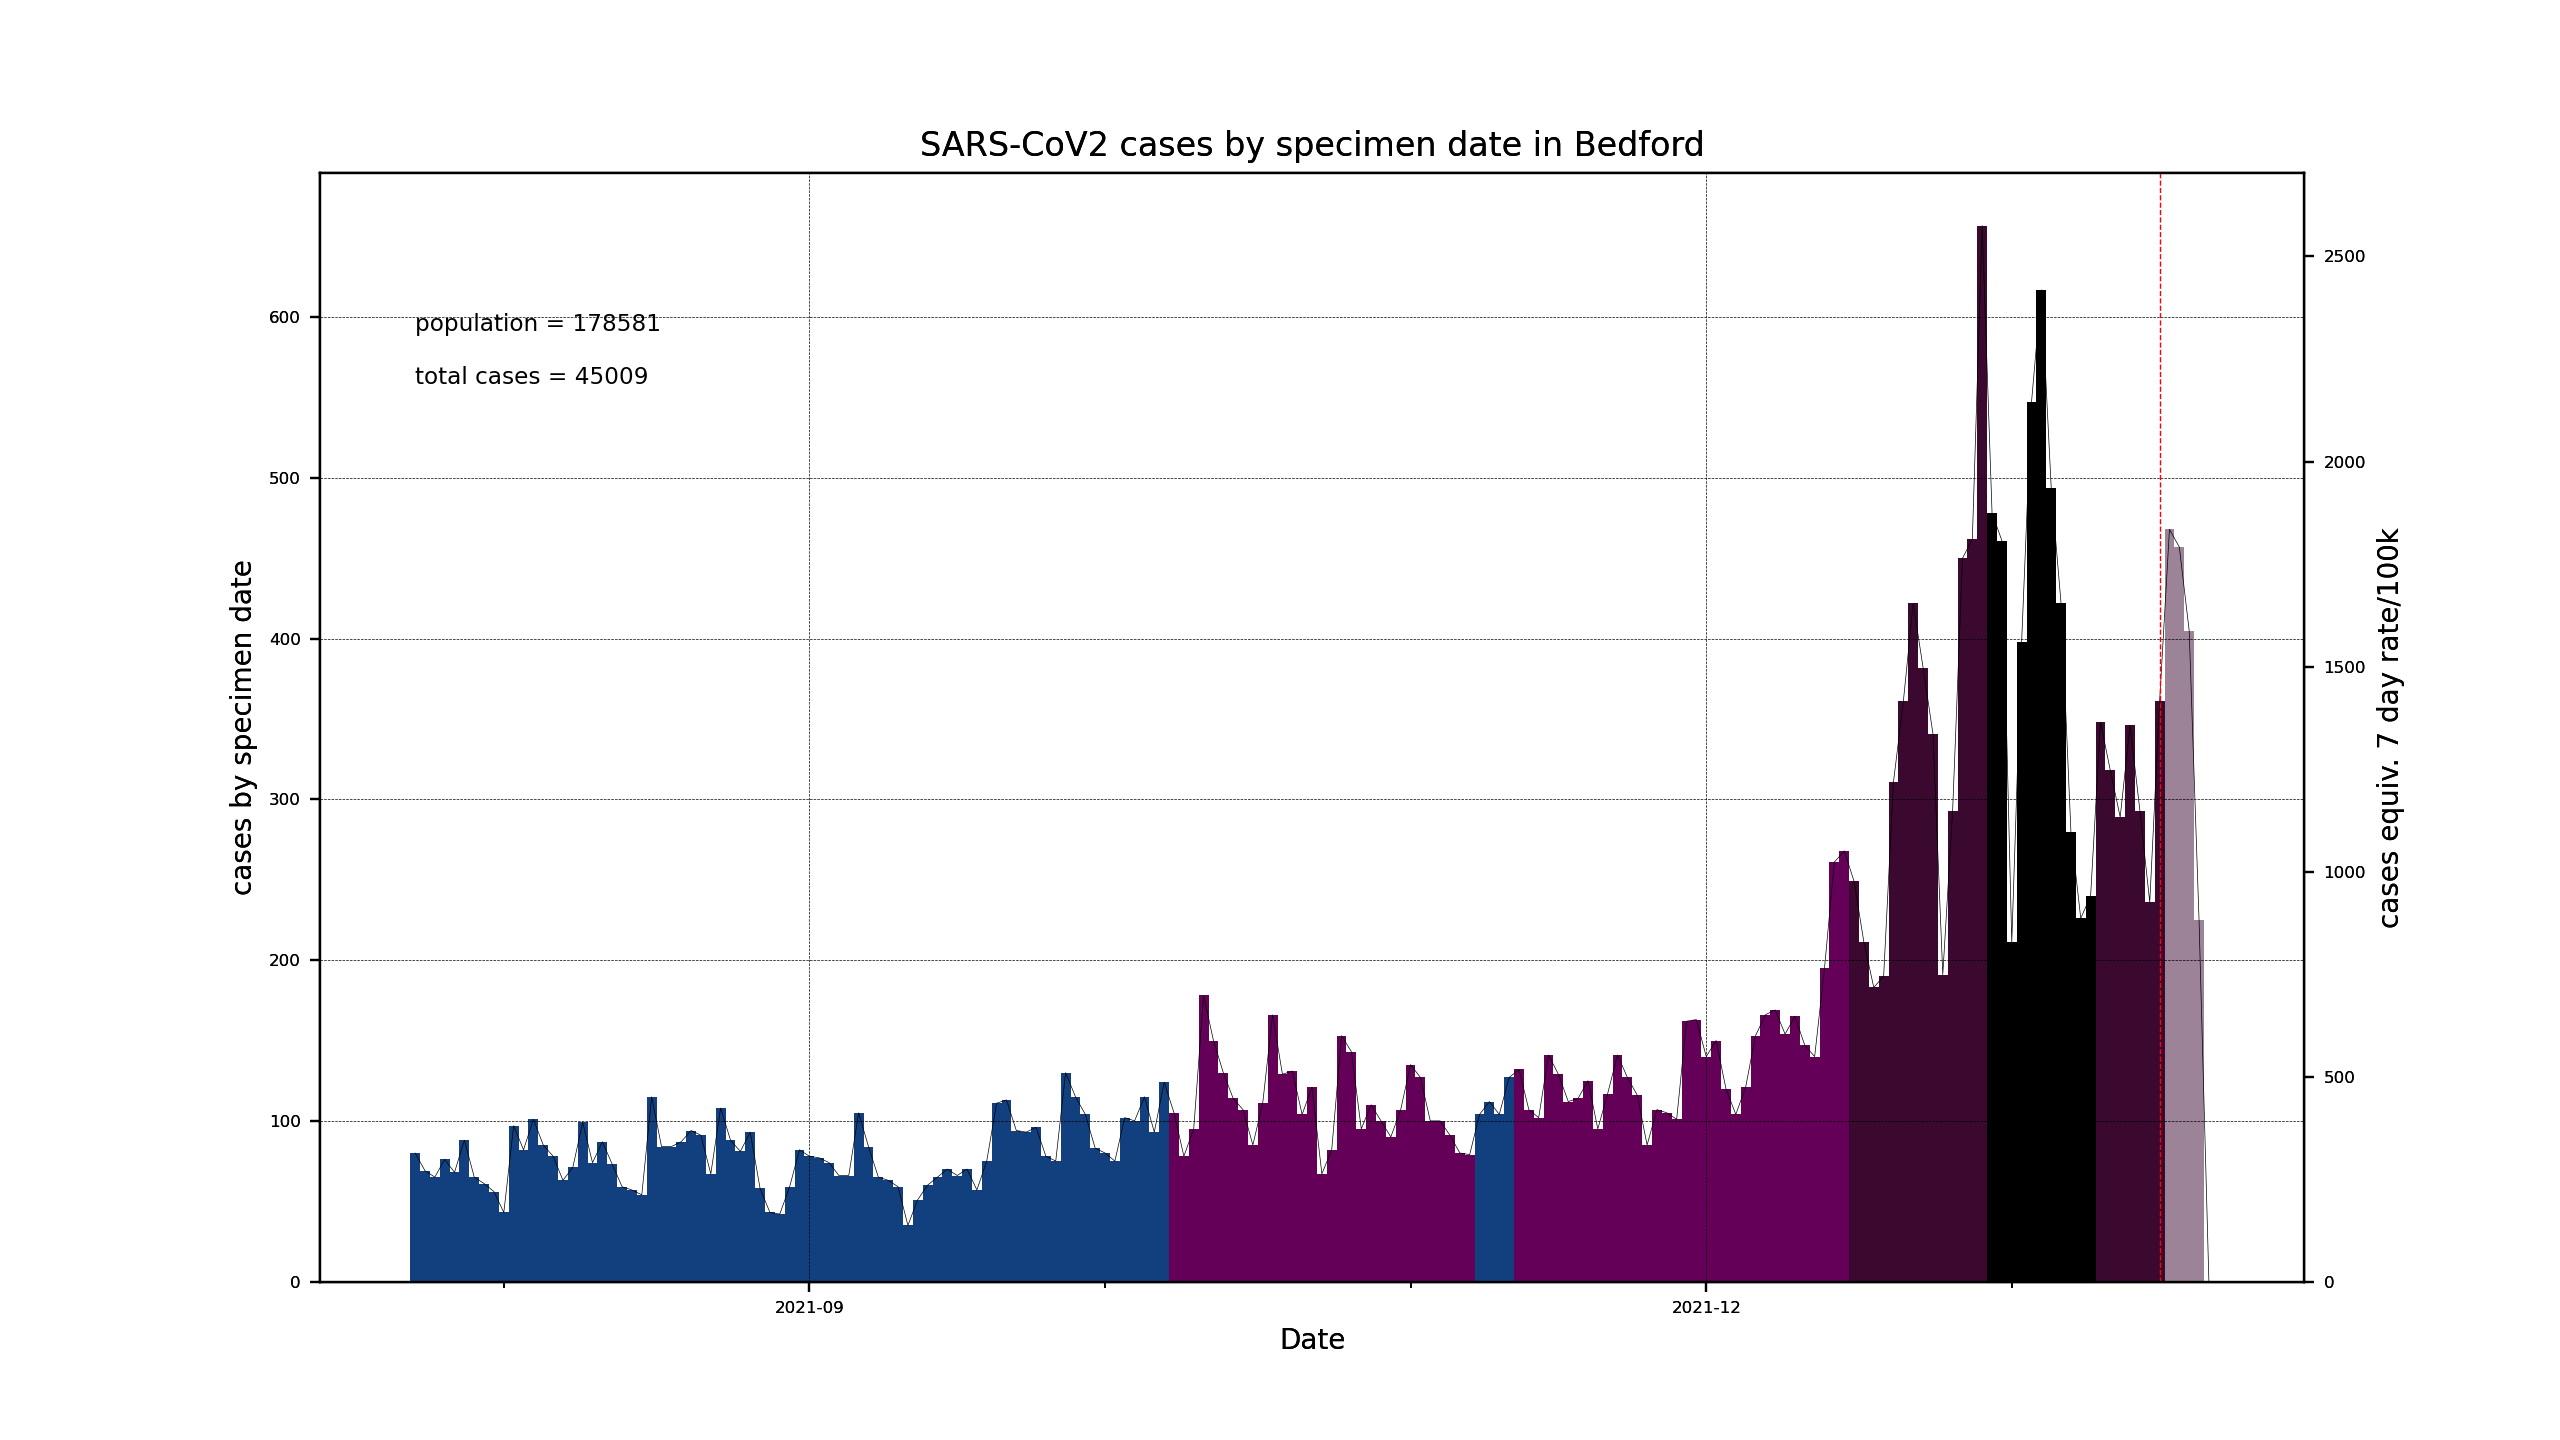 SARS-CoV2 cases by specimen date in Bedford
population = 178581
total cases = 45009
cases by specimen date
600
500
400
300
200
100
0
2500
2000
1500
1000
500
0
cases equiv. 7 day rate/100k
2021-09
2021-12
Date